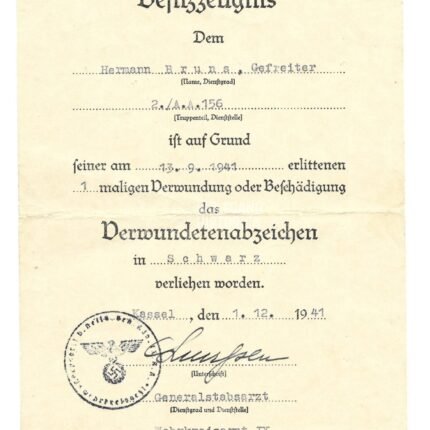 Besitzzeugnis
Dem
Hermann B r u n s , Gefreiter
(Name, Dienstgrad)
2./A.A.156
(Truppenteil, Dienststelle)
ist auf Grund
seiner am 13.9.1941 erlittenen
1 maligen Verwundung oder Beschädigung
das
Verwundetenabzeichen
in S c h w a r z
verliehen worden.
Kassel, den 1.12. 1941
(Unterschrift)
Generalstabsarzt
(Dienstgrad und Dienststelle)